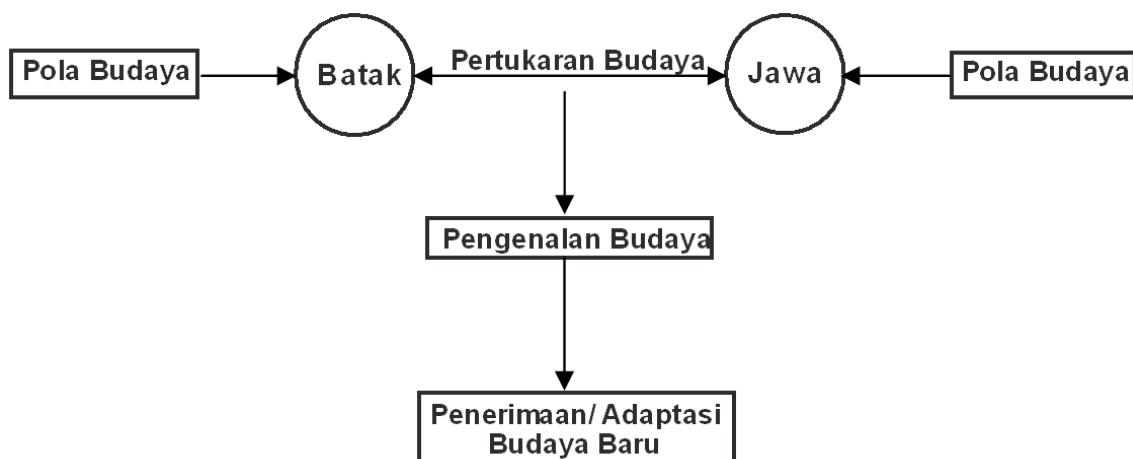 Pola Budaya
Batak
Pertukaran Budaya
Jawa
Pola Budaya
Pengenalan Budaya
Penerimaan/ Adaptasi
Budaya Baru